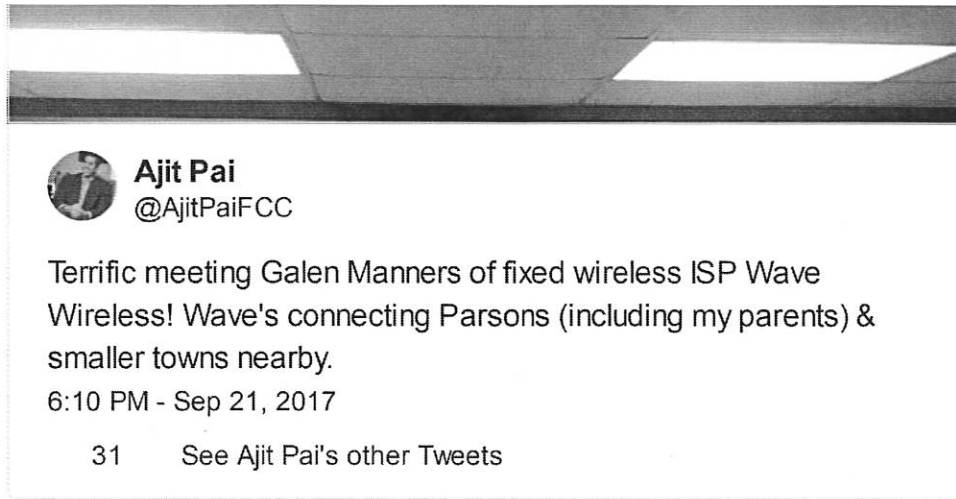 Ajit Pai
@AjitPaiFCC
Terrific meeting Galen Manners of fixed wireless ISP Wave
Wireless! Wave's connecting Parsons (including my parents) &
smaller towns nearby.
6:10 PM - Sep 21, 2017
31 See Ajit Pai's other Tweets